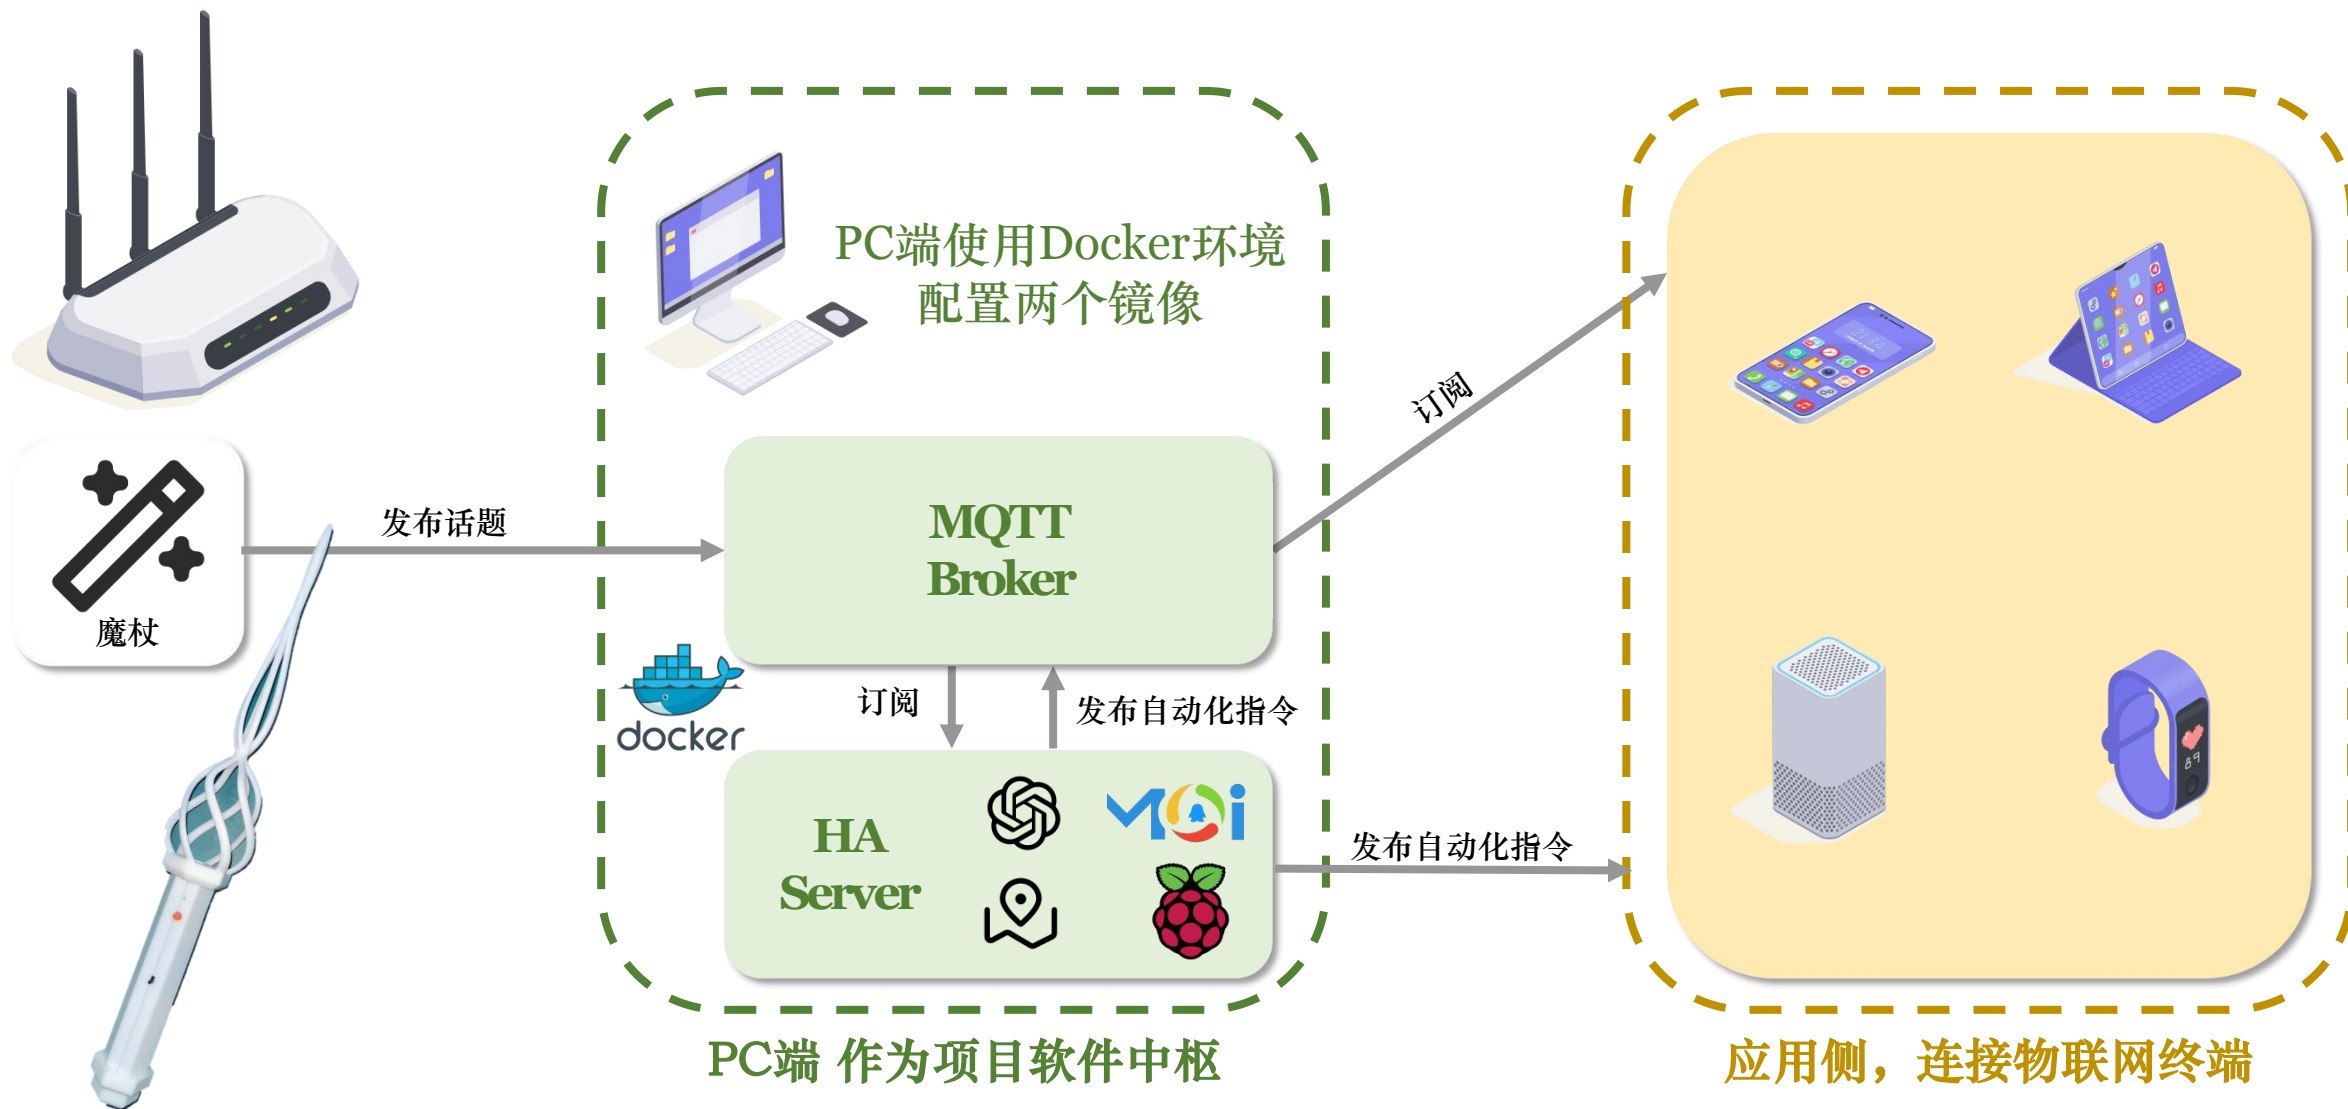 PC端使用Docker环境
配置两个镜像
订阅
发布话题
MQTT
Broker
魔杖
docker
订阅
发布自动化指令
HA
Server
发布自动化指令
89
PC端 作为项目软件中枢
应用侧，连接物联网终端